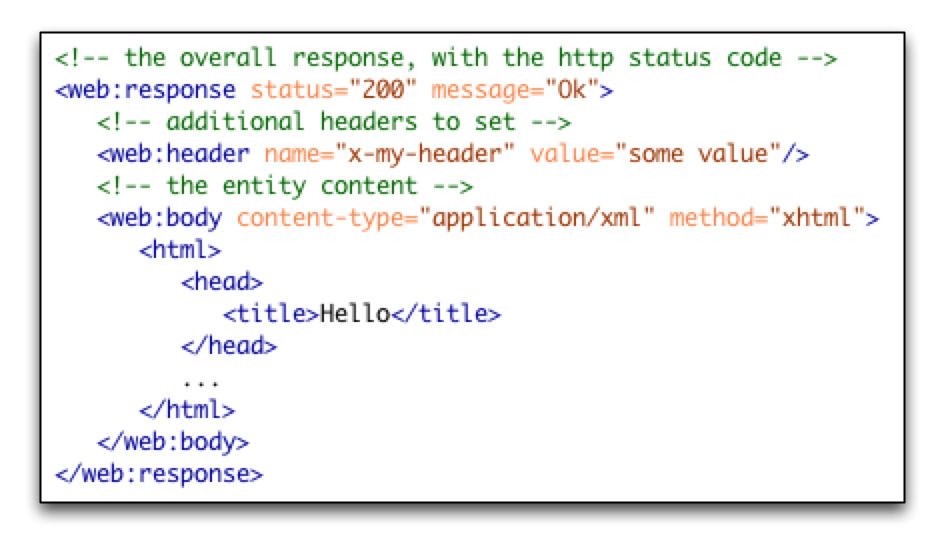 <!-- the overall response, with the http status code -->
<web:response status="200" message="Ok">
<!-- additional headers to set -->
<web:header name="x-my-header" value="some value"/>
<!-- the entity content -->
<web:body content-type="application/xml" method="xhtml">
<html>
<head>
<title>Hello</title>
</head>
...
</html>
</web:body>
</web:response>